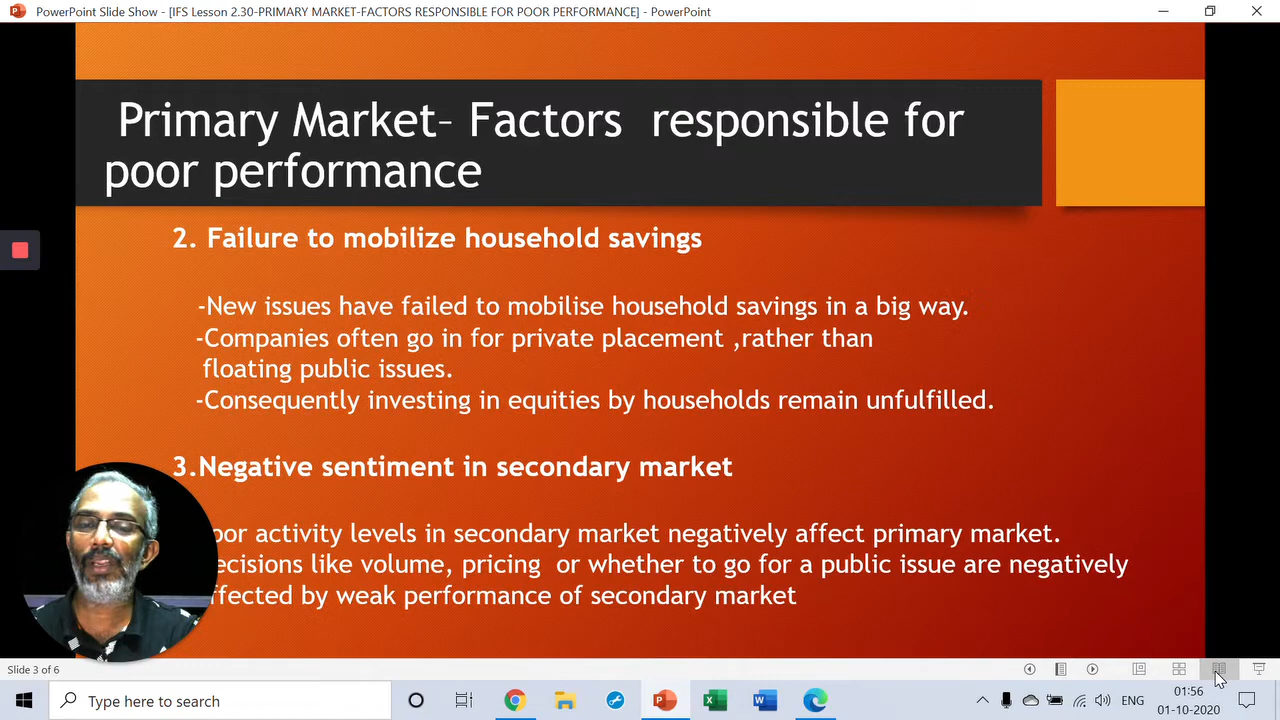 PowerPoint Slide Show - [IFS Lesson 2.30-PRIMARY MARKET-FACTORS RESPONSIBLE FOR POOR PERFORMANCE] - PowerPoint
Primary Market– Factors responsible for
poor performance
2. Failure to mobilize household savings
-New issues have failed to mobilise household savings in a big way.
-Companies often go in for private placement ,rather than
floating public issues.
-Consequently investing in equities by households remain unfulfilled.
3.Negative sentiment in secondary market
activity levels in secondary market negatively affect primary market.
like volume, pricing or whether to go for a public issue are negatively
by weak performance of secondary market
Slide 3 of 6
Type here to search
ENG
01:56
01-10-2020